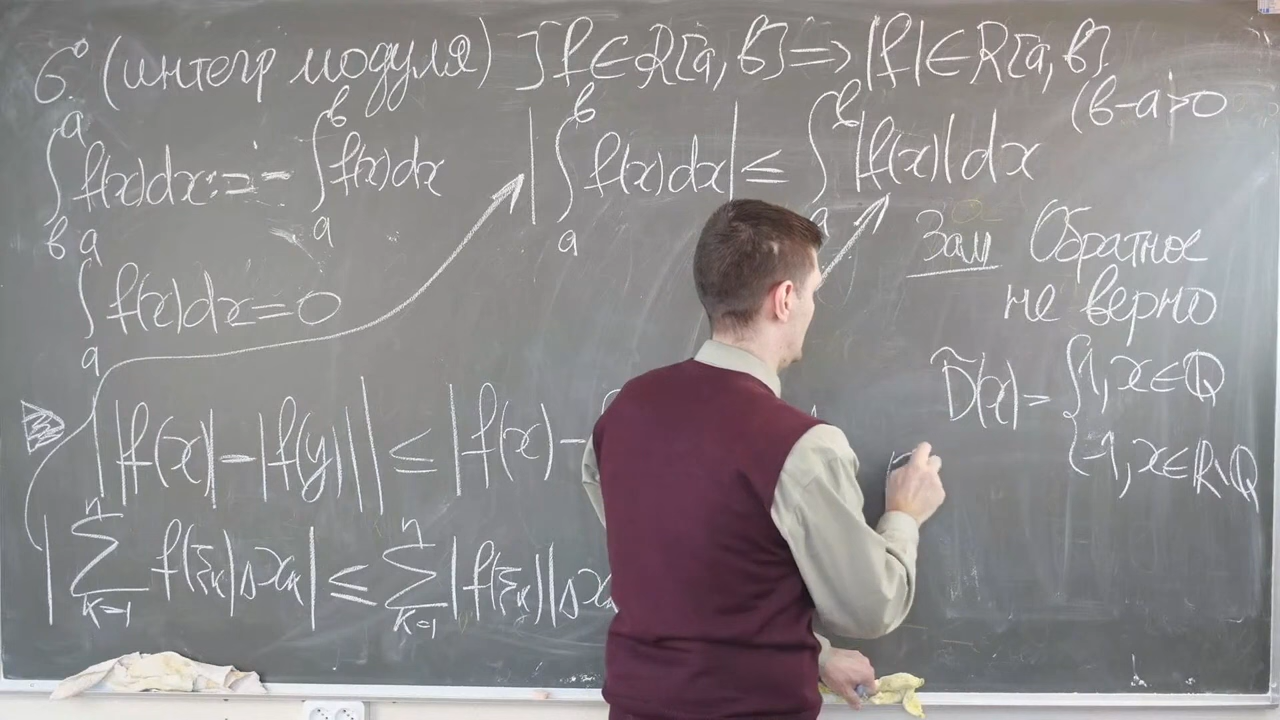 6° (интегр модуля) ] f∈R[a,b] ⇒ |f|∈R[a,b]
(b-a>0
∫_b^a f(x)dx := -∫_a^b f(x)dx
|∫_a^b f(x)dx| ≤ ∫_a^b |f(x)|dx
∫_a^a f(x)dx = 0
Зам Обратное
не верно
D̃(x) = { 1, x∈Q
-1, x∈R\Q
||f(x)|-|f(y)|| ≤ |f(x)-
|∑_{k=1}^n f(ξ_k)Δx_k| ≤ ∑_{k=1}^n |f(ξ_k)|Δx